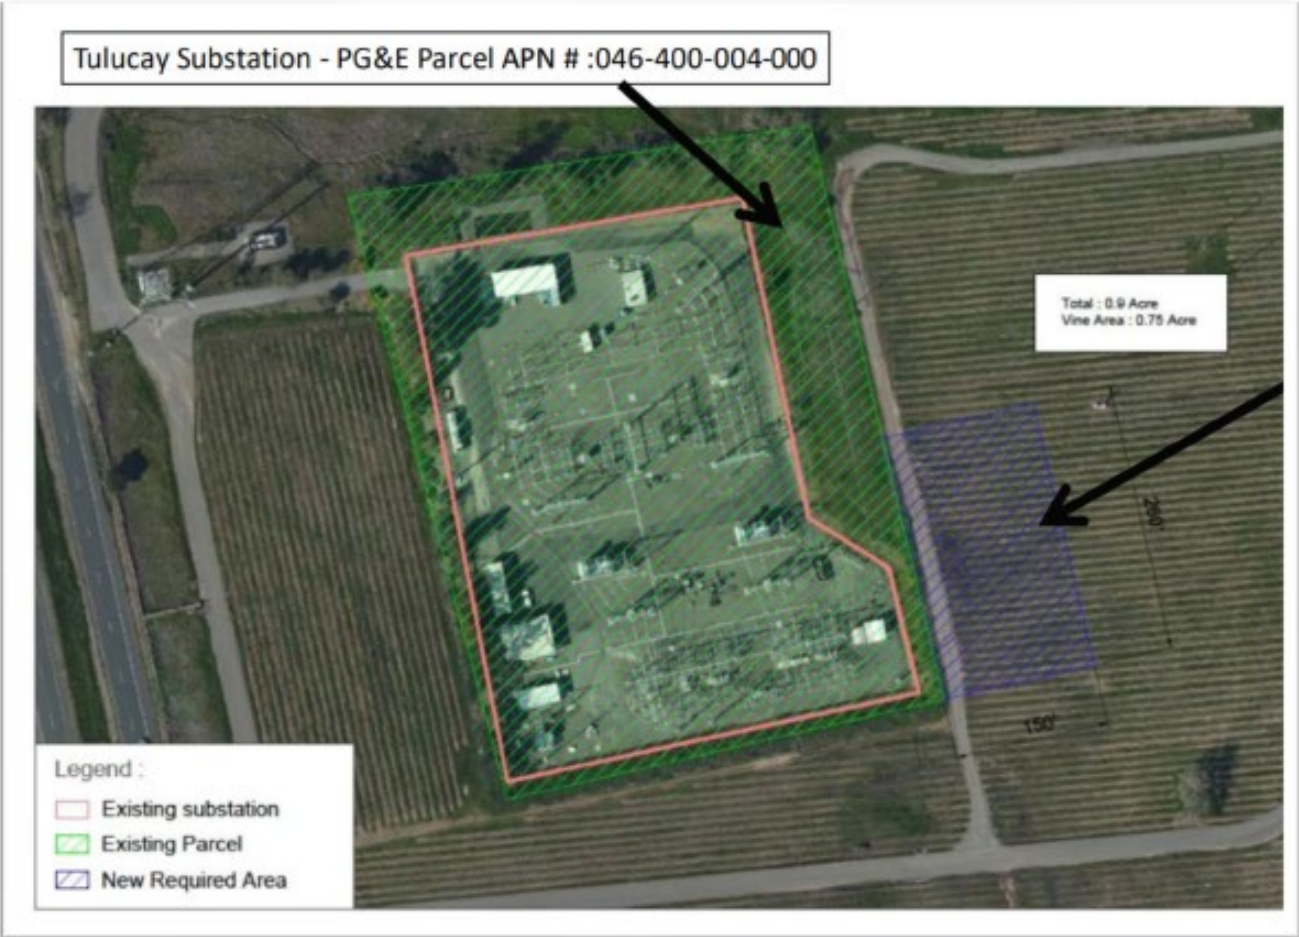 Tulucay Substation - PG&E Parcel APN # :046-400-004-000
Total : 0.9 Acre
Vine Area : 0.75 Acre
260'
150'
Legend :
Existing substation
Existing Parcel
New Required Area